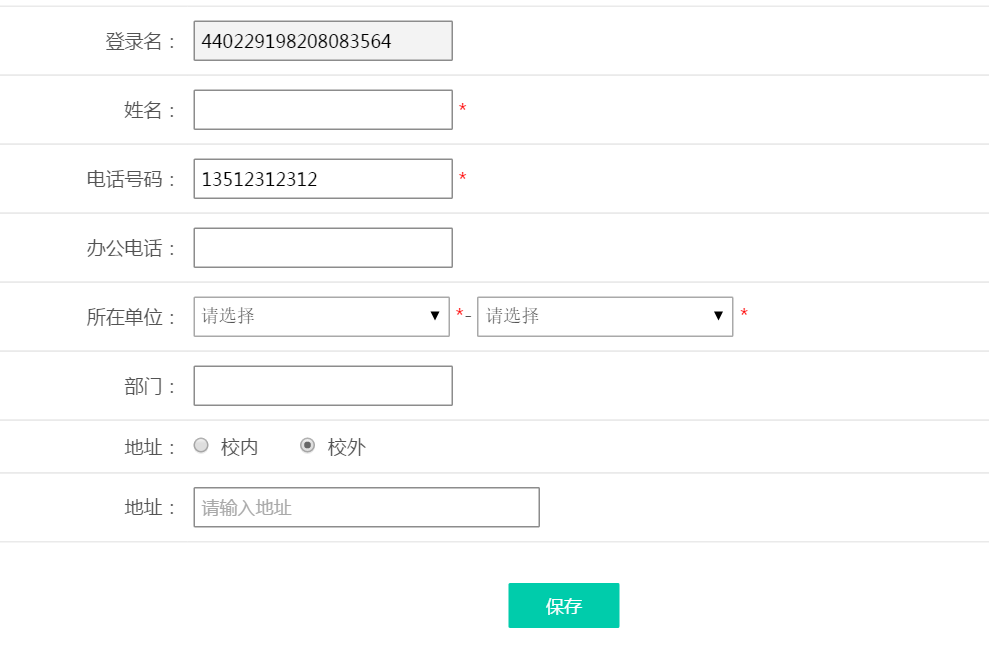 登录名： 440229198208083564
姓名： *
电话号码： 13512312312 *
办公电话：
所在单位： 请选择 ▼ *- 请选择 ▼ *
部门：
地址： 校内 校外
地址： 请输入地址
保存